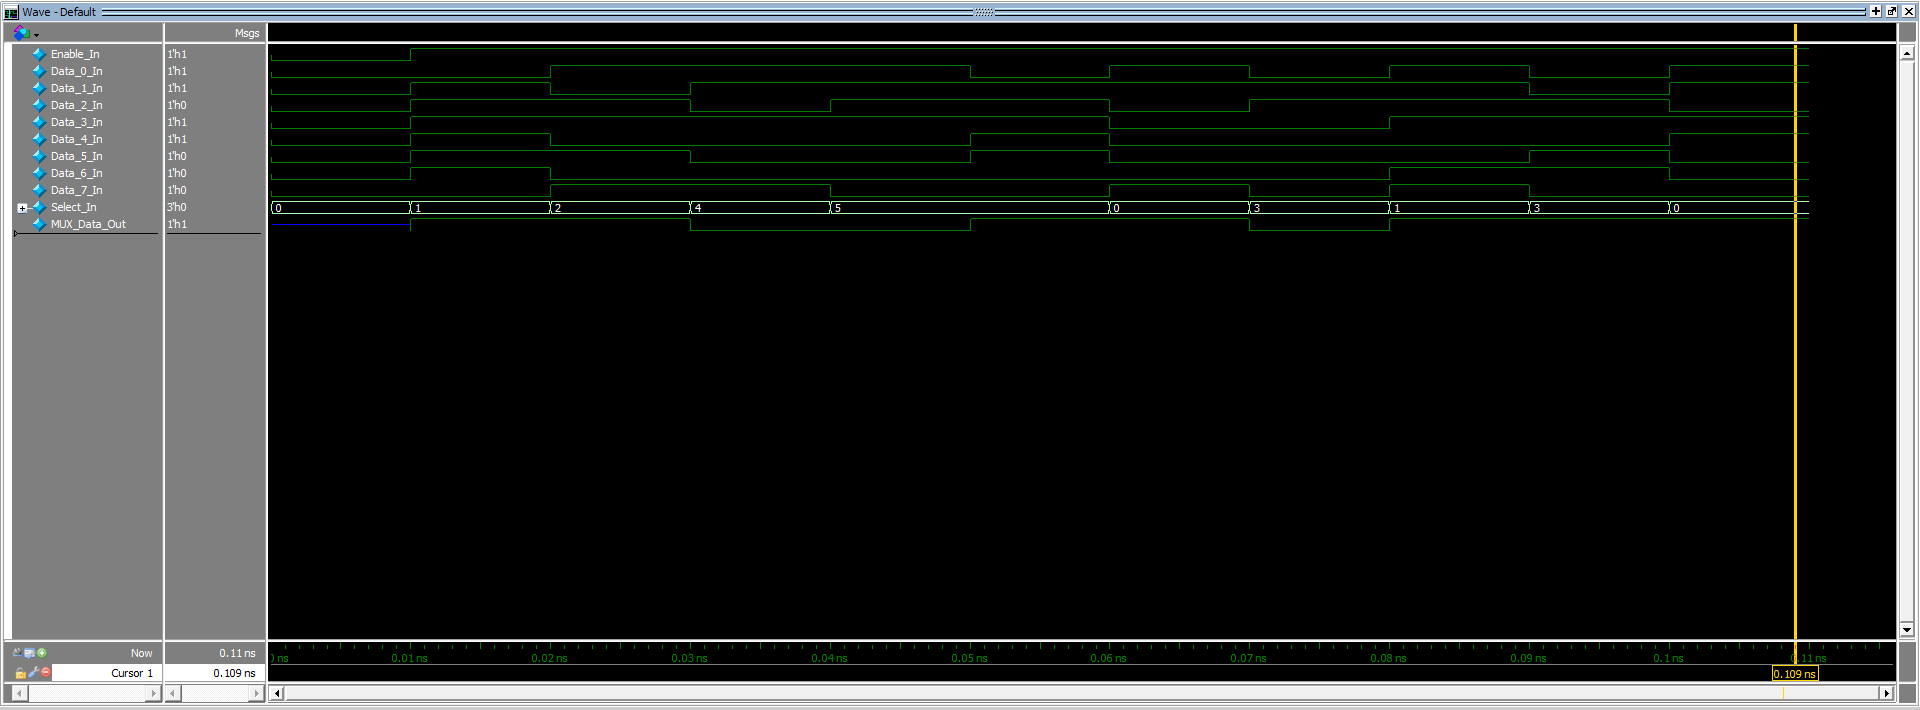 Wave - Default
Msgs
Enable_In 1'h1
Data_0_In 1'h1
Data_1_In 1'h1
Data_2_In 1'h0
Data_3_In 1'h1
Data_4_In 1'h1
Data_5_In 1'h0
Data_6_In 1'h0
Data_7_In 1'h0
Select_In 3'h0 0 1 2 4 5 0 3 1 3 0
MUX_Data_Out 1'h1
Now 0.11 ns ns 0.01 ns 0.02 ns 0.03 ns 0.04 ns 0.05 ns 0.06 ns 0.07 ns 0.08 ns 0.09 ns 0.1 ns .11 ns
Cursor 1 0.109 ns 0.109 ns